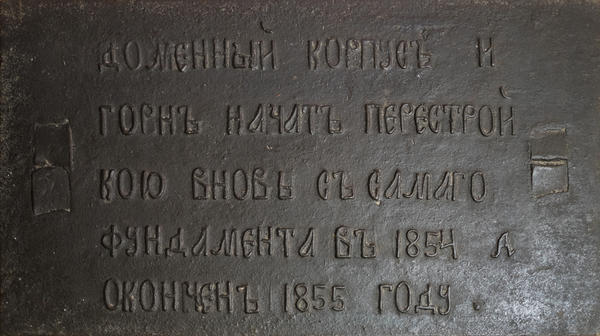 ДОМЕННЫЙ КОРПУСЪ И
ГОРНЪ НАЧАТЪ ПЕРЕСТРОЙ
КОЮ ВНОВЬ СЪ САМАГО
ФУНДАМЕНТА ВЪ 1854 А
ОКОНЧЕНЪ 1855 ГОДУ.